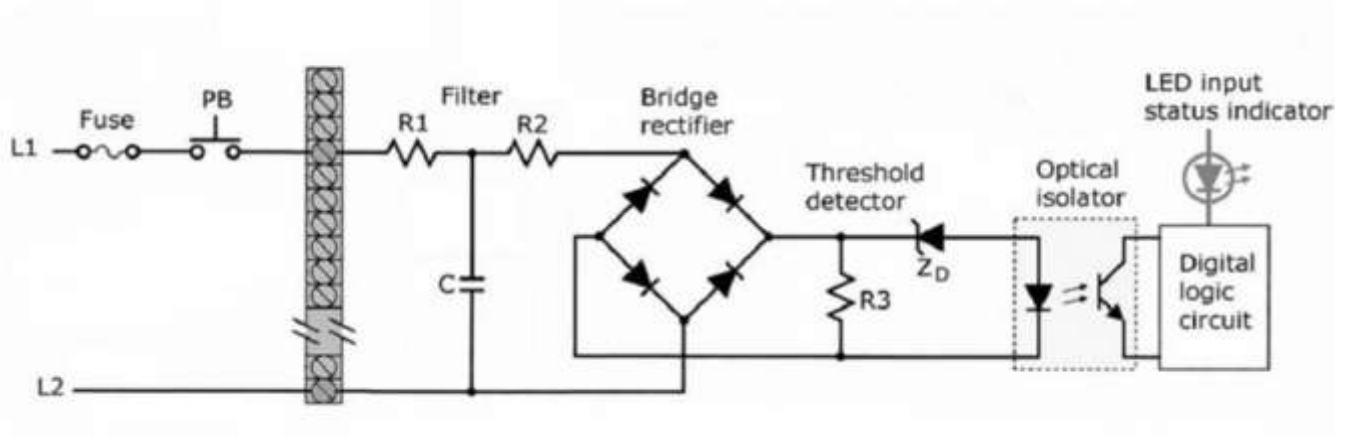 LED input
status indicator
Fuse
PB
Filter
Bridge
rectifier
R1
R2
L1
Threshold
detector
Optical
isolator
ZD
C
R3
Digital
logic
circuit
L2